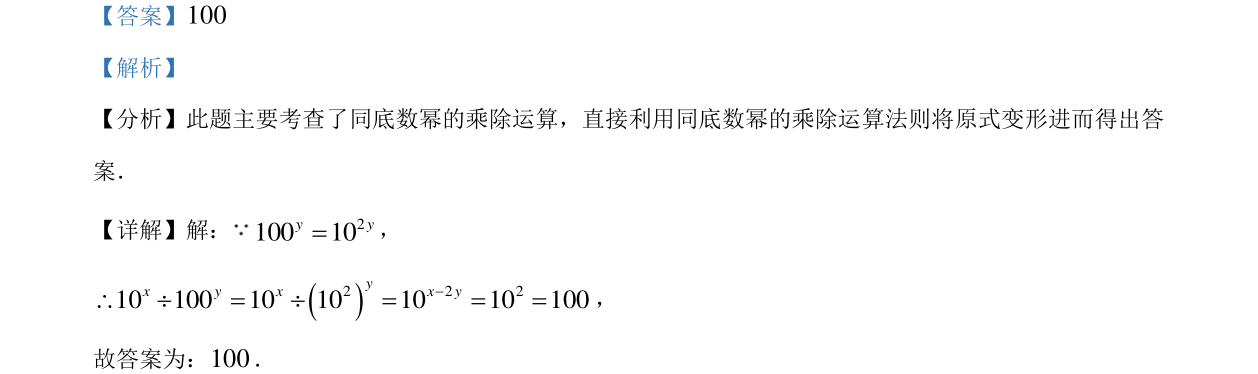 【答案】100
【解析】
【分析】此题主要考查了同底数幂的乘除运算，直接利用同底数幂的乘除运算法则将原式变形进而得出答
案．
【详解】解：∵ 100^y = 10^{2y}，
∴10^x ÷100^y = 10^x ÷(10^2)^y = 10^{x−2y} = 10^2 = 100，
故答案为：100．